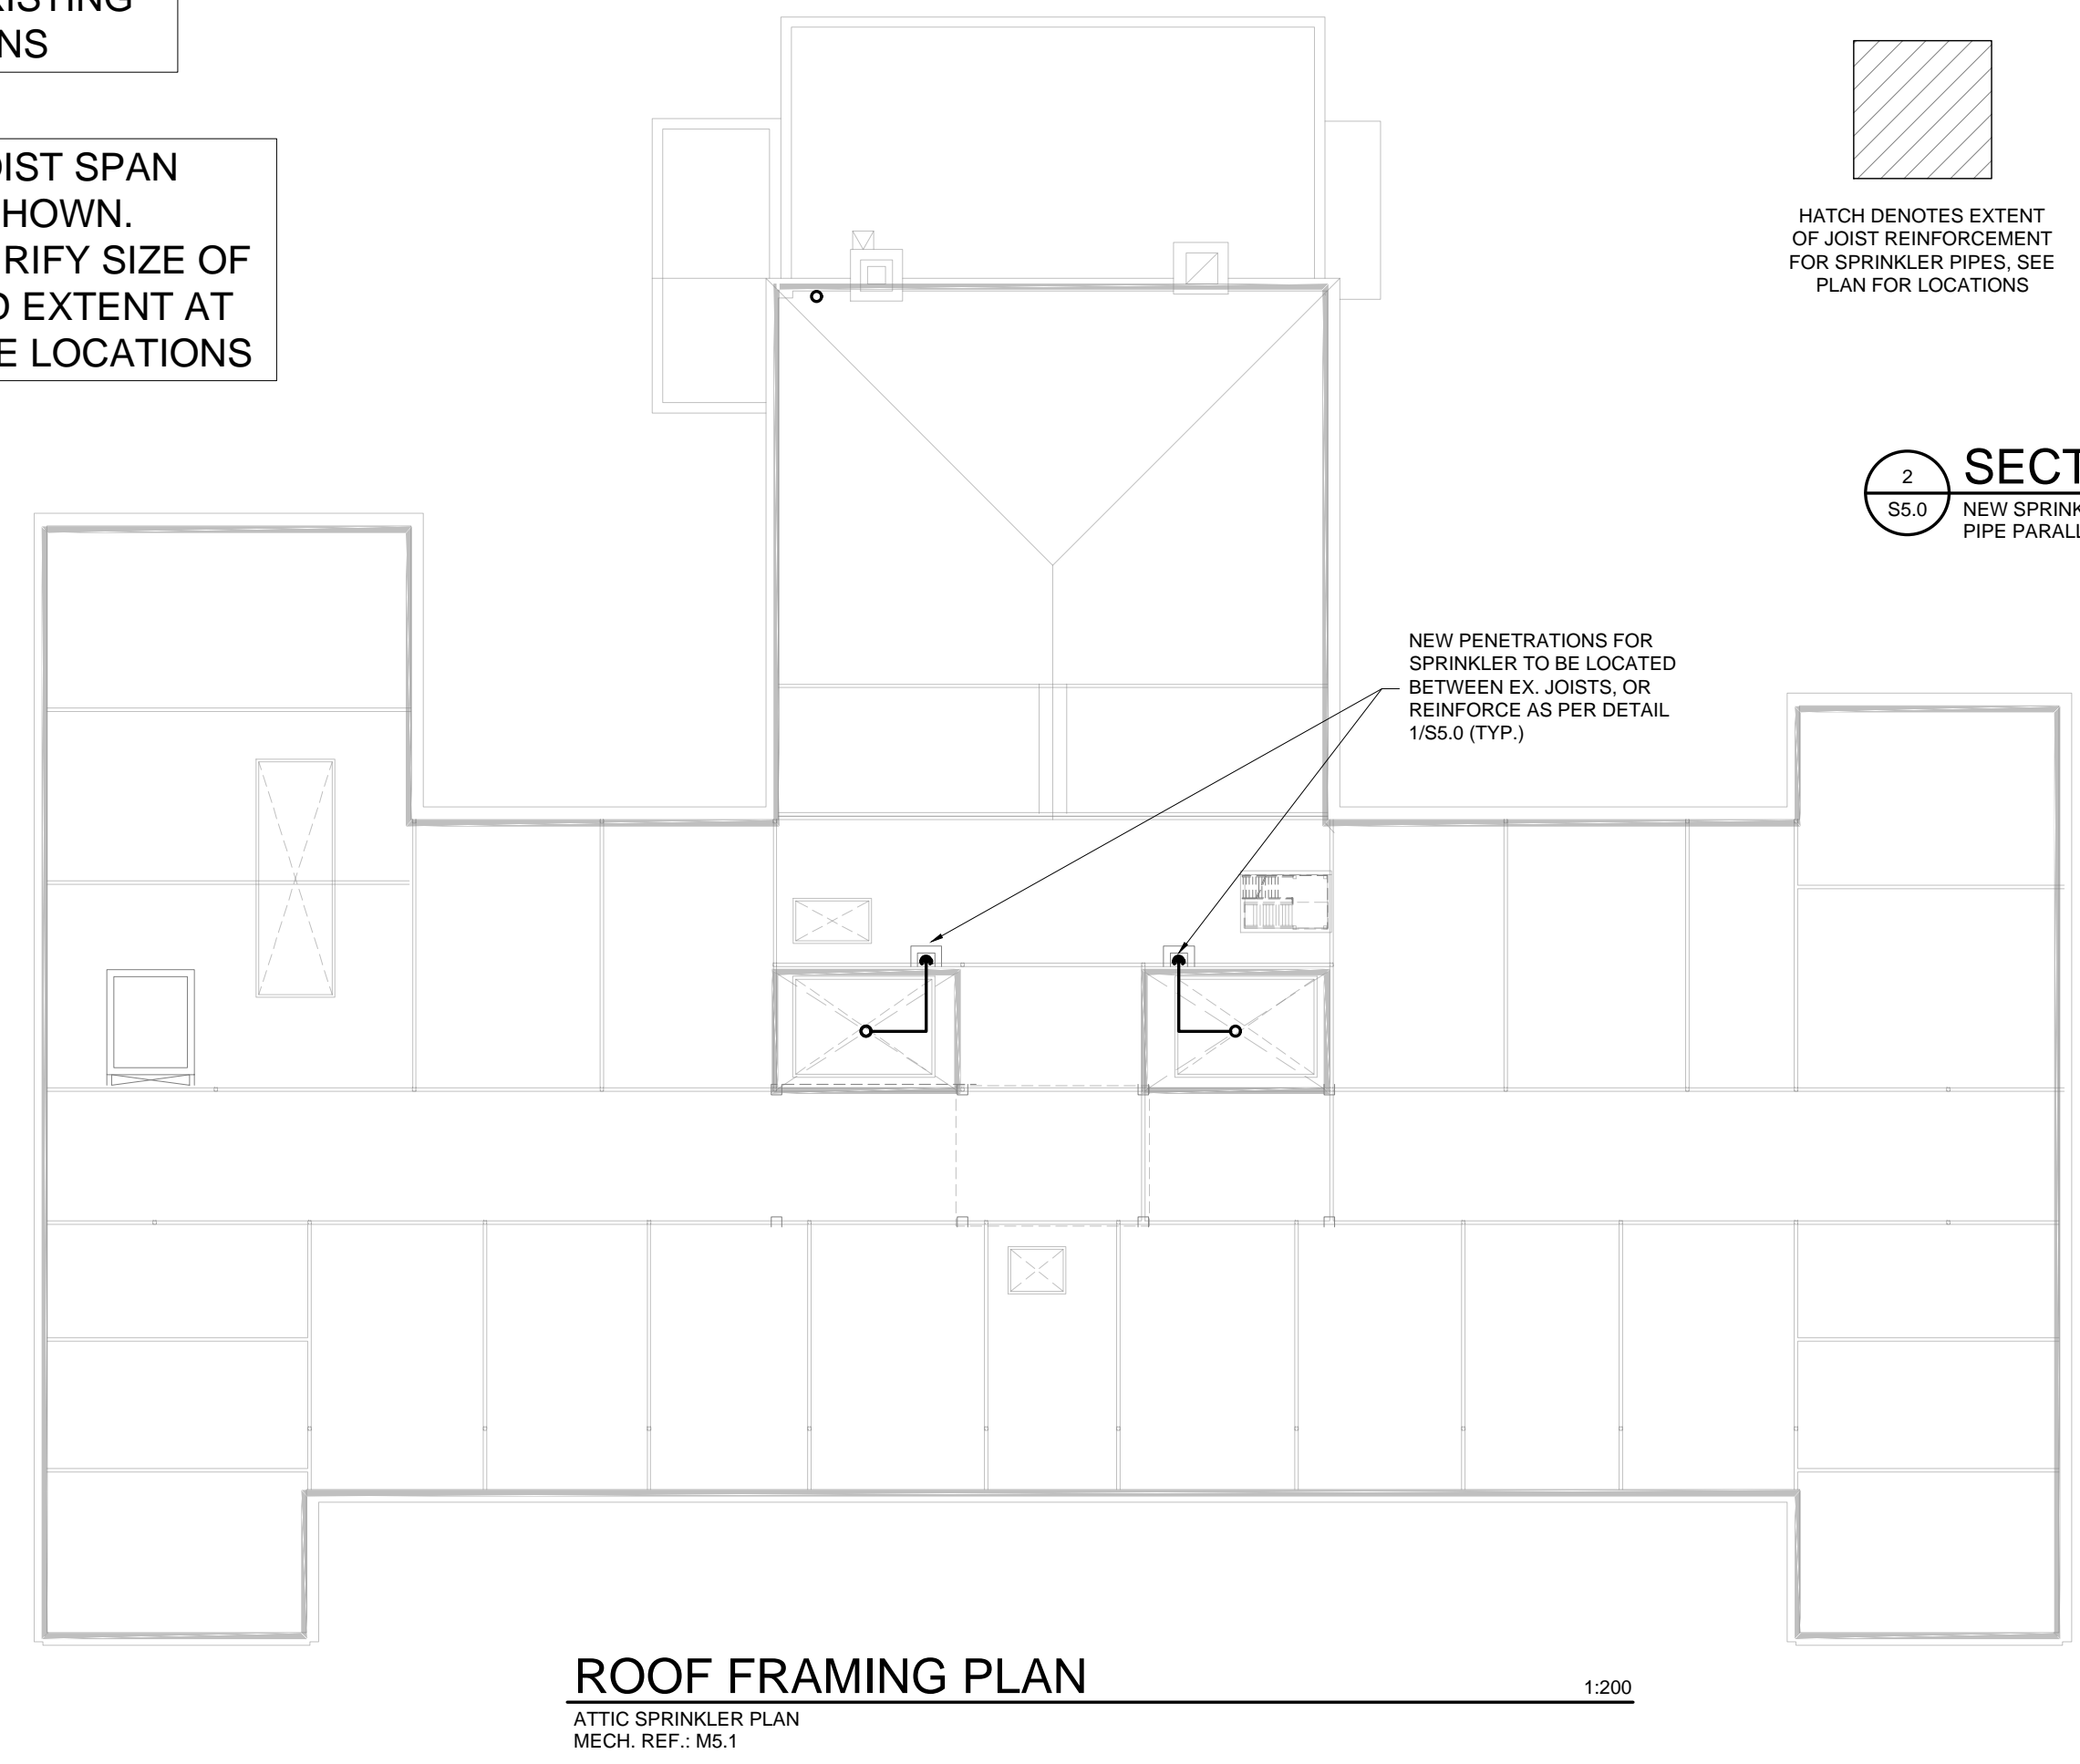 NS
OIST SPAN
HOWN.
RIFY SIZE OF
EXTENT AT
E LOCATIONS
HATCH DENOTES EXTENT
OF JOIST REINFORCEMENT
FOR SPRINKLER PIPES, SEE
PLAN FOR LOCATIONS
2
SECT
S5.0
NEW SPRINK
PIPE PARALL
NEW PENETRATIONS FOR
SPRINKLER TO BE LOCATED
BETWEEN EX. JOISTS, OR
REINFORCE AS PER DETAIL
1/S5.0 (TYP.)
ROOF FRAMING PLAN
1:200
ATTIC SPRINKLER PLAN
MECH. REF.: M5.1